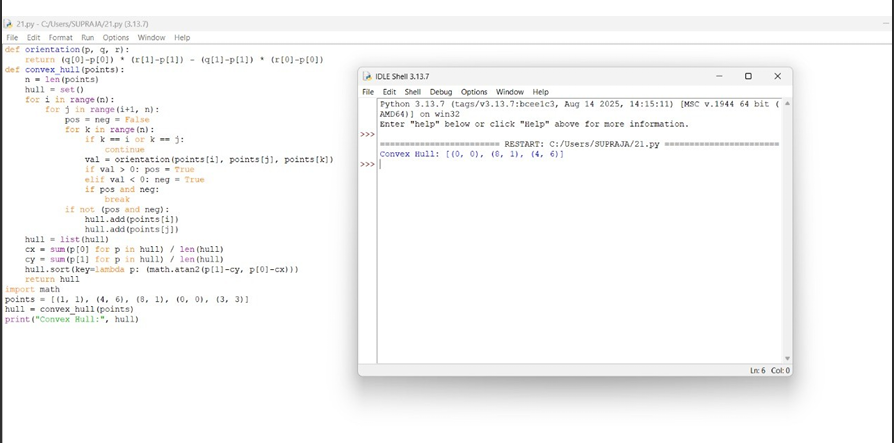 21.py - C:/Users/SUPRAJA/21.py (3.13.7)
File Edit Format Run Options Window Help
def orientation(p, q, r):
    return (q[0]-p[0]) * (r[1]-p[1]) - (q[1]-p[1]) * (r[0]-p[0])
def convex_hull(points):
    n = len(points)
    hull = set()
    for i in range(n):
        for j in range(i+1, n):
            pos = neg = False
            for k in range(n):
                if k == i or k == j:
                    continue
                val = orientation(points[i], points[j], points[k])
                if val > 0: pos = True
                elif val < 0: neg = True
                if pos and neg:
                    break
            if not (pos and neg):
                hull.add(points[i])
                hull.add(points[j])
    hull = list(hull)
    cx = sum(p[0] for p in hull) / len(hull)
    cy = sum(p[1] for p in hull) / len(hull)
    hull.sort(key=lambda p: (math.atan2(p[1]-cy, p[0]-cx)))
    return hull
import math
points = [(1, 1), (4, 6), (8, 1), (0, 0), (3, 3)]
hull = convex_hull(points)
print("Convex Hull:", hull)
IDLE Shell 3.13.7
File Edit Shell Debug Options Window Help
Python 3.13.7 (tags/v3.13.7:bcee1c3, Aug 14 2025, 14:15:11) [MSC v.1944 64 bit (
AMD64)] on win32
Enter "help" below or click "Help" above for more information.
>>>
======================== RESTART: C:/Users/SUPRAJA/21.py =======================
Convex Hull: [(0, 0), (8, 1), (4, 6)]
>>>
Ln: 6 Col: 0